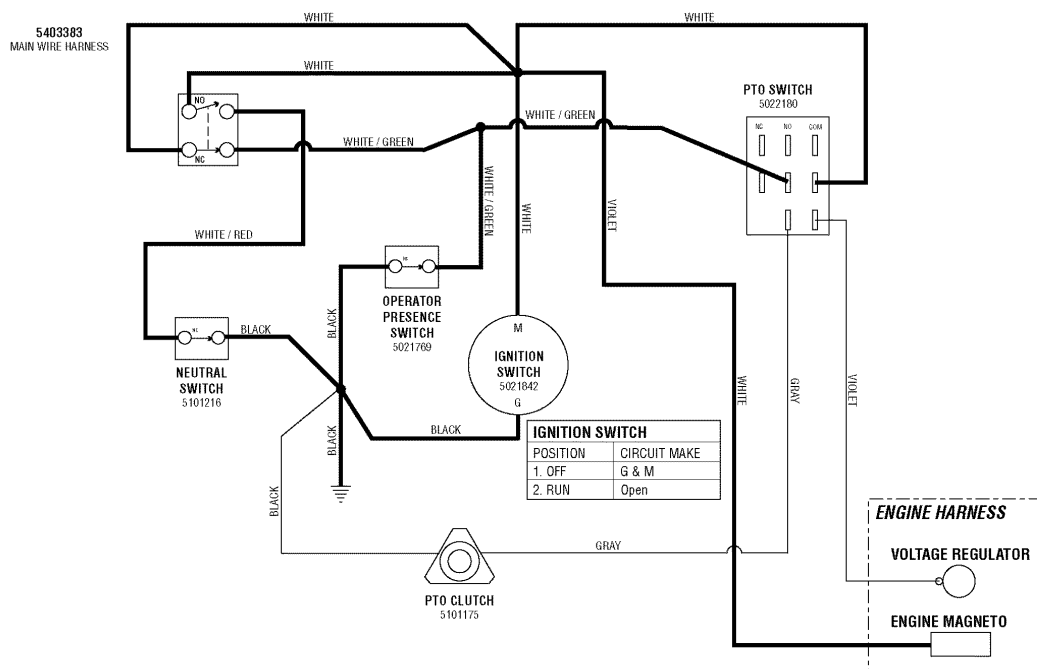 WHITE
WHITE
5403383
MAIN WIRE HARNESS
WHITE
PTO SWITCH
5022180
NO
WHITE / GREEN
NC NO COM
WHITE / GREEN
NC
WHITE / GREEN
WHITE
VIOLET
WHITE / RED
OPERATOR
PRESENCE
SWITCH
5021769
BLACK
M
NC
BLACK
IGNITION
SWITCH
5021842
G
NEUTRAL
SWITCH
5101216
WHITE
GRAY
VIOLET
BLACK
BLACK
IGNITION SWITCH
POSITION CIRCUIT MAKE
1. OFF G & M
2. RUN Open
BLACK
ENGINE HARNESS
GRAY
VOLTAGE REGULATOR
PTO CLUTCH
5101175
ENGINE MAGNETO